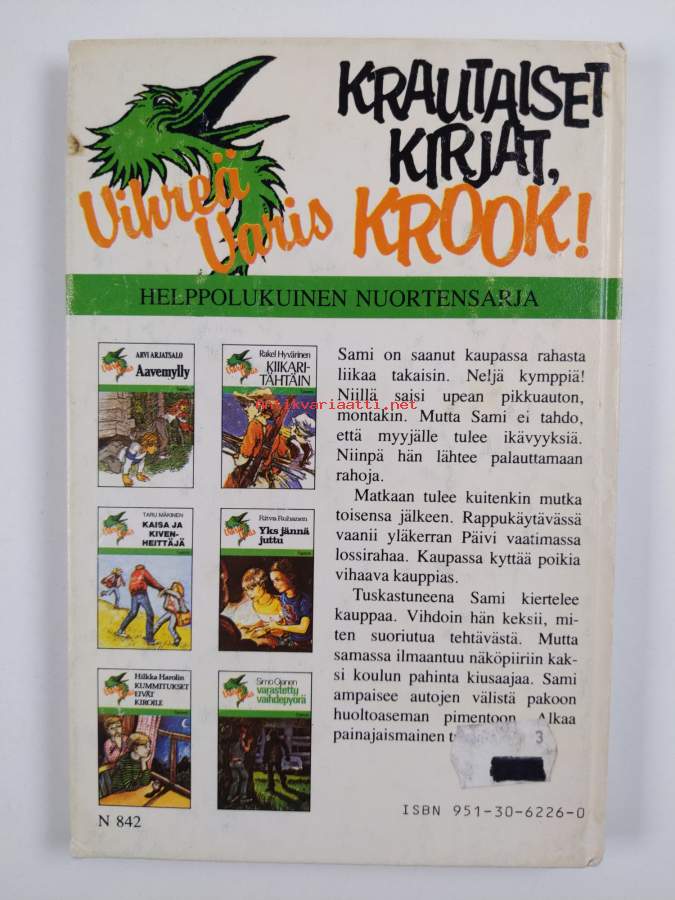 KRAUTAISET
KIRJAT,
KROOK!
Vihreä
Varis
HELPPOLUKUINEN NUORTENSARJA
ARVI ARJATSALO
Aavemylly
Rakel Hyvärinen
KIIKARI-
TÄHTÄIN
TARU MÄKINEN
KAISA JA
KIVEN-
HEITTÄJÄ
Ritva Ruhanen
Yks jännä
juttu
Hilkka Harolin
KUMMITUKSET
EIVÄT
KIROILE
Simo Ojanen
varastettu
vaihdepyörä
Sami on saanut kaupassa rahasta
liikaa takaisin. Neljä kymppiä!
Niillä saisi upean pikkuauton,
montakin. Mutta Sami ei tahdo,
että myyjälle tulee ikävyyksiä.
Niinpä hän lähtee palauttamaan
rahoja.
Matkaan tulee kuitenkin mutka
toisensa jälkeen. Rappukäytävässä
vaanii yläkerran Päivi vaatimassa
lossirahaa. Kaupassa kyttää poikia
vihaava kauppias.
Tuskastuneena Sami kiertelee
kauppaa. Vihdoin hän keksii, mi-
ten suoriutua tehtävästä. Mutta
samassa ilmaantuu näköpiiriin kak-
si koulun pahinta kiusaajaa. Sami
ampaisee autojen välistä pakoon
huoltoaseman pimentoon. Alkaa
painajaismainen
3
ISBN 951-30-6226-0
N 842
antikvariaatti.net